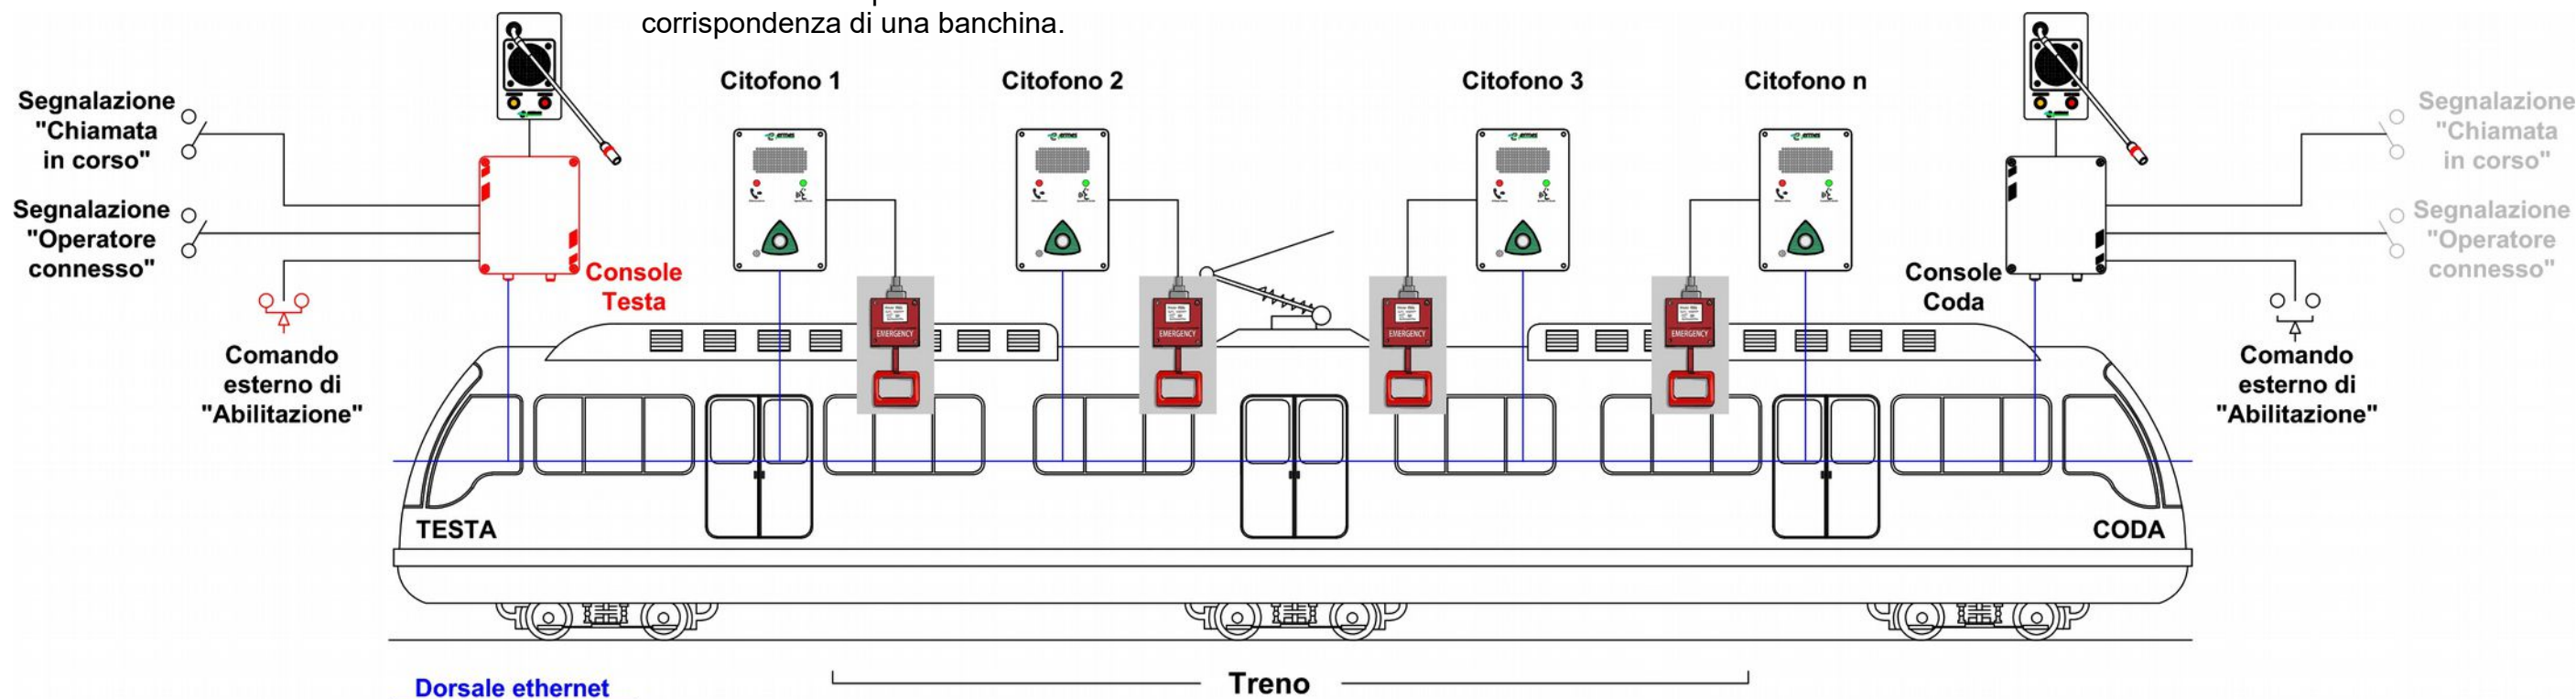 corrispondenza di una banchina.
Segnalazione
"Chiamata
in corso"
Segnalazione
"Operatore
connesso"
Console
Testa
Comando
esterno di
"Abilitazione"
Citofono 1
Citofono 2
Citofono 3
Citofono n
EMERGENCY
EMERGENCY
EMERGENCY
EMERGENCY
Console
Coda
Segnalazione
"Chiamata
in corso"
Segnalazione
"Operatore
connesso"
Comando
esterno di
"Abilitazione"
TESTA
CODA
Dorsale ethernet
Treno